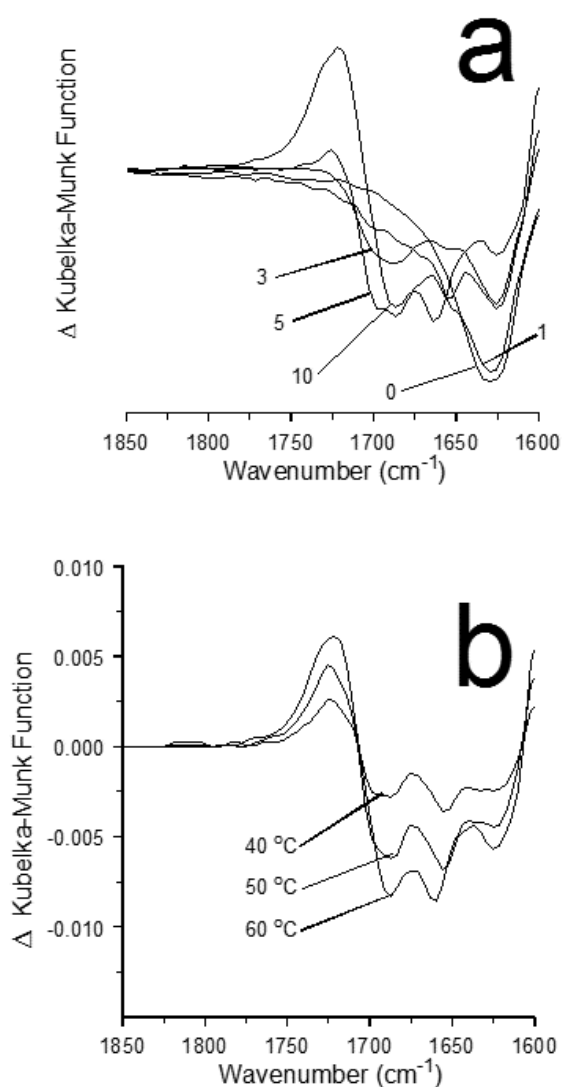 a
Δ Kubelka-Munk Function
3
5
10
0
1
1850 1800 1750 1700 1650 1600
Wavenumber (cm⁻¹)
b
Δ Kubelka-Munk Function
0.010
0.005
0.000
-0.005
-0.010
40 °C
50 °C
60 °C
1850 1800 1750 1700 1650 1600
Wavenumber (cm⁻¹)